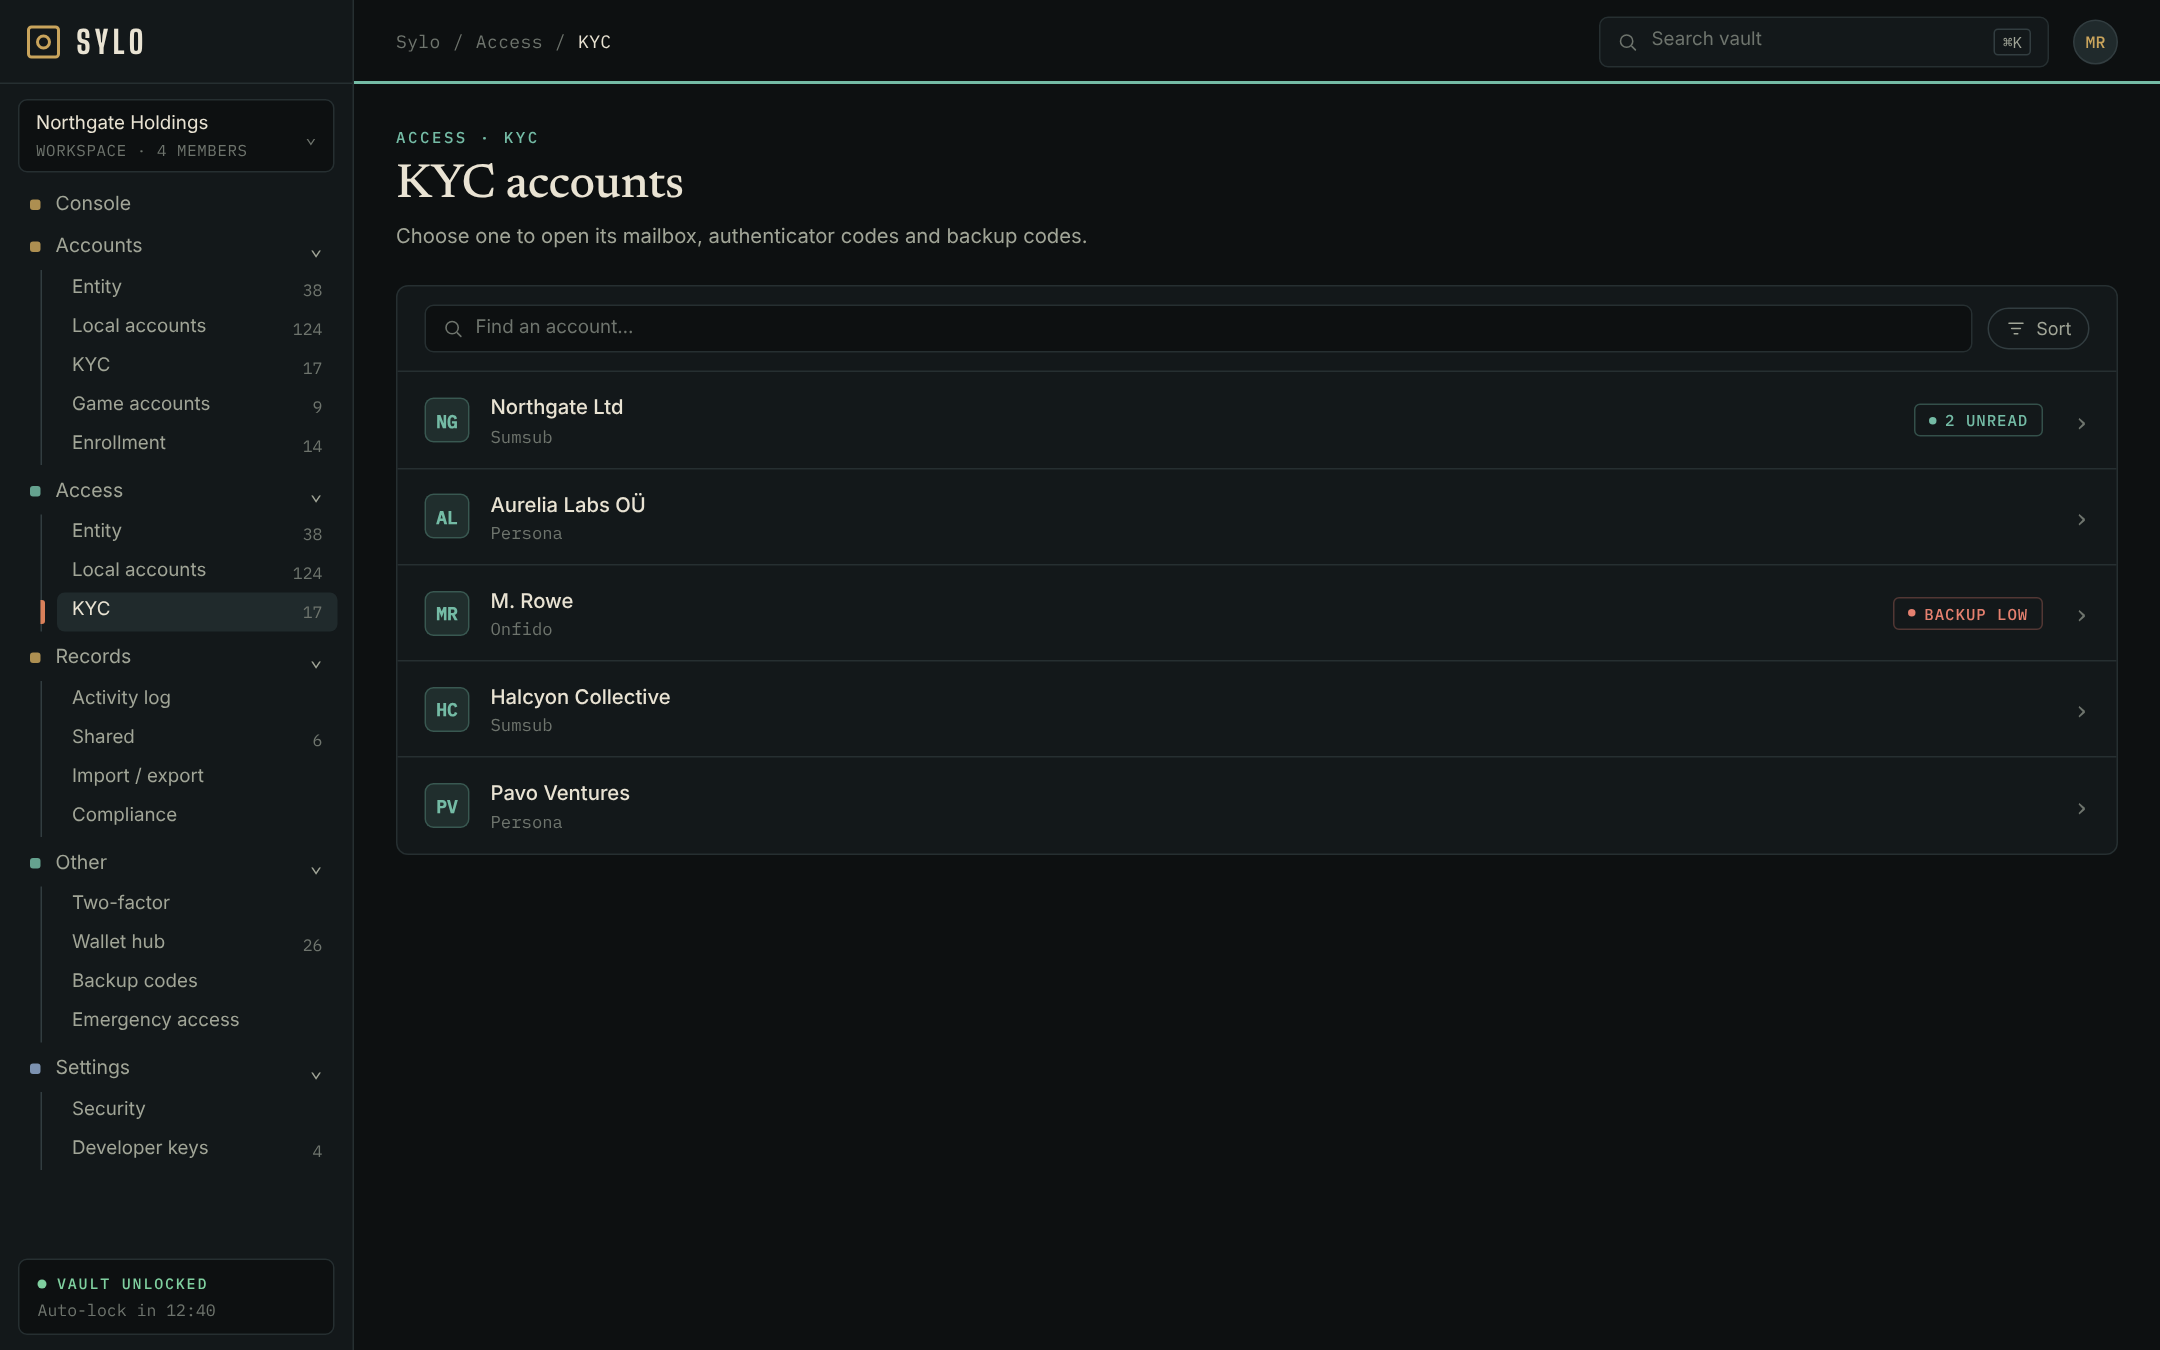 SYLO
Northgate Holdings
WORKSPACE · 4 MEMBERS
Console
Accounts
Entity 38
Local accounts 124
KYC 17
Game accounts 9
Enrollment 14
Access
Entity 38
Local accounts 124
KYC 17
Records
Activity log
Shared 6
Import / export
Compliance
Other
Two-factor
Wallet hub 26
Backup codes
Emergency access
Settings
Security
Developer keys 4
VAULT UNLOCKED
Auto-lock in 12:40
Sylo / Access / KYC
Search vault ⌘K
MR
ACCESS · KYC
KYC accounts
Choose one to open its mailbox, authenticator codes and backup codes.
Find an account...
Sort
NG
Northgate Ltd
Sumsub
2 UNREAD
AL
Aurelia Labs OÜ
Persona
MR
M. Rowe
Onfido
BACKUP LOW
HC
Halcyon Collective
Sumsub
PV
Pavo Ventures
Persona